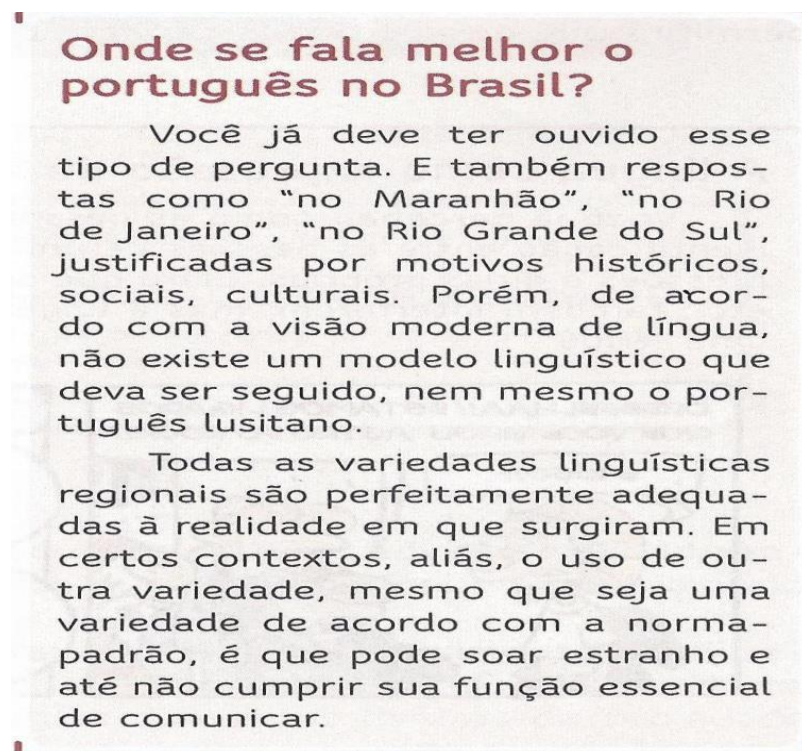 Onde se fala melhor o
português no Brasil?
Você já deve ter ouvido esse
tipo de pergunta. E também respos-
tas como “no Maranhão”, “no Rio
de Janeiro”, “no Rio Grande do Sul”,
justificadas por motivos históricos,
sociais, culturais. Porém, de acor-
do com a visão moderna de língua,
não existe um modelo linguístico que
deva ser seguido, nem mesmo o por-
tuguês lusitano.
Todas as variedades linguísticas
regionais são perfeitamente adequa-
das à realidade em que surgiram. Em
certos contextos, aliás, o uso de ou-
tra variedade, mesmo que seja uma
variedade de acordo com a norma-
padrão, é que pode soar estranho e
até não cumprir sua função essencial
de comunicar.